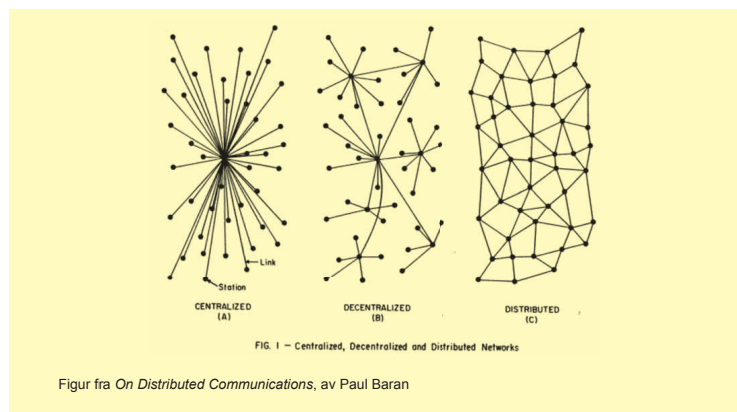 Link
Station
CENTRALIZED
(A)
DECENTRALIZED
(B)
DISTRIBUTED
(C)
FIG. I — Centralized, Decentralized and Distributed Networks
Figur fra On Distributed Communications, av Paul Baran